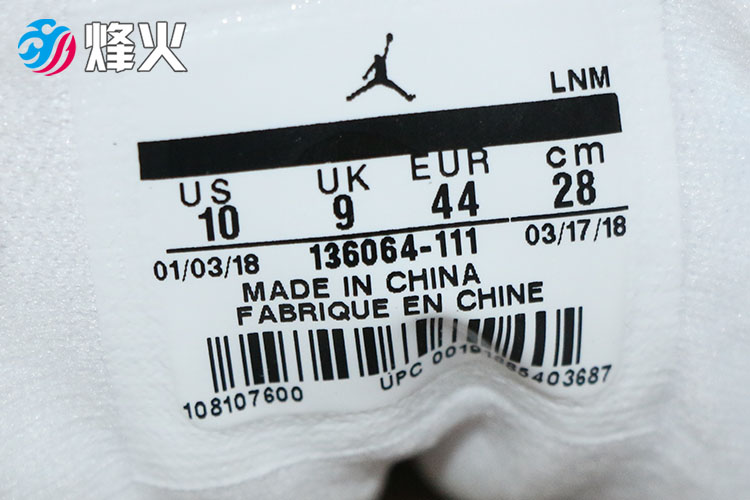 烽火
LNM
US UK EUR cm
10 9 44 28
01/03/18 136064-111 03/17/18
MADE IN CHINA
FABRIQUE EN CHINE
108107600 UPC